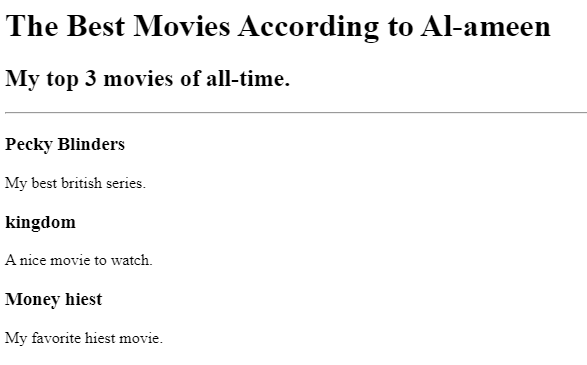 The Best Movies According to Al-ameen
My top 3 movies of all-time.
Pecky Blinders
My best british series.
kingdom
A nice movie to watch.
Money hiest
My favorite hiest movie.